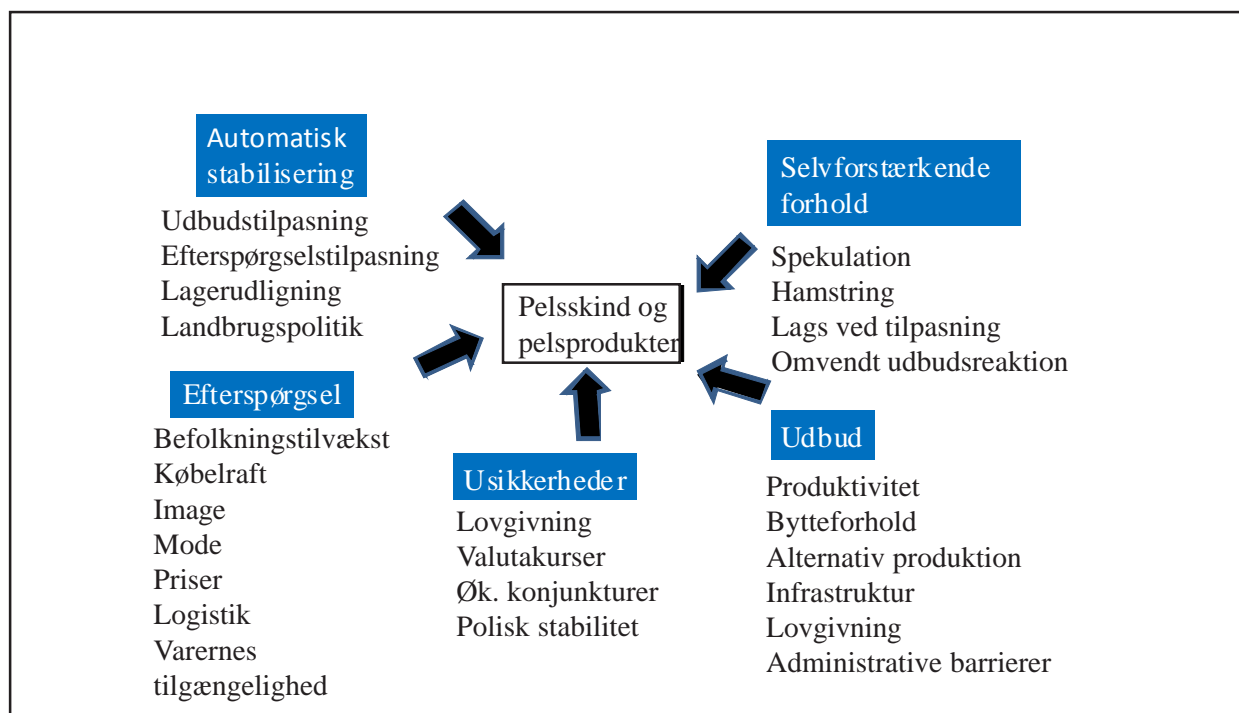 Automatisk
stabilisering
Udbudstilpasning
Efterspørgselstilpasning
Lagerudligning
Landbrugspolitik
Selvforstærkende
forhold
Spekulation
Hamstring
Lags ved tilpasning
Omvendt udbudsreaktion
Pelsskind og
pelsprodukter
Efterspørgsel
Befolkningstilvækst
Købelraft
Image
Mode
Priser
Logistik
Varernes
tilgængelighed
Usikkerheder
Lovgivning
Valutakurser
Øk. konjunkturer
Polisk stabilitet
Udbud
Produktivitet
Bytteforhold
Alternativ produktion
Infrastruktur
Lovgivning
Administrative barrierer